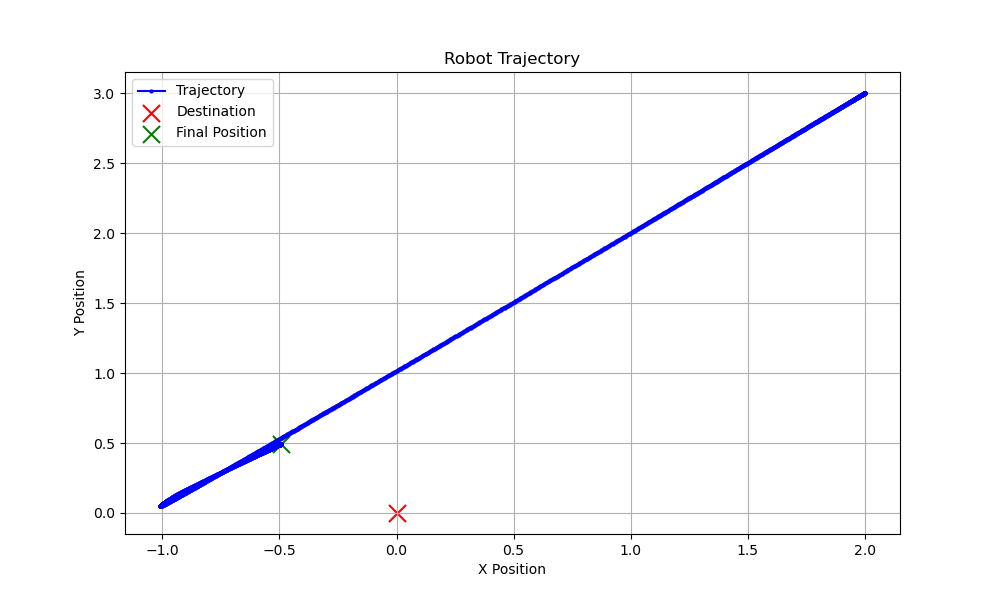 Robot Trajectory
Trajectory
Destination
Final Position
Y Position
3.0
2.5
2.0
1.5
1.0
0.5
0.0
−1.0 −0.5 0.0 0.5 1.0 1.5 2.0
X Position